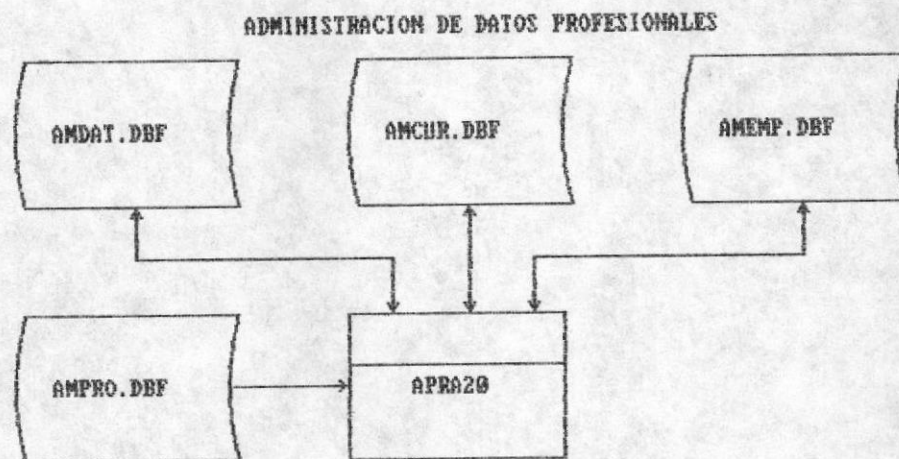 ADMINISTRACION DE DATOS PROFESIONALES
AMDAT.DBF
AMCUR.DBF
AMEMP.DBF
AMPRO.DBF
APRA20